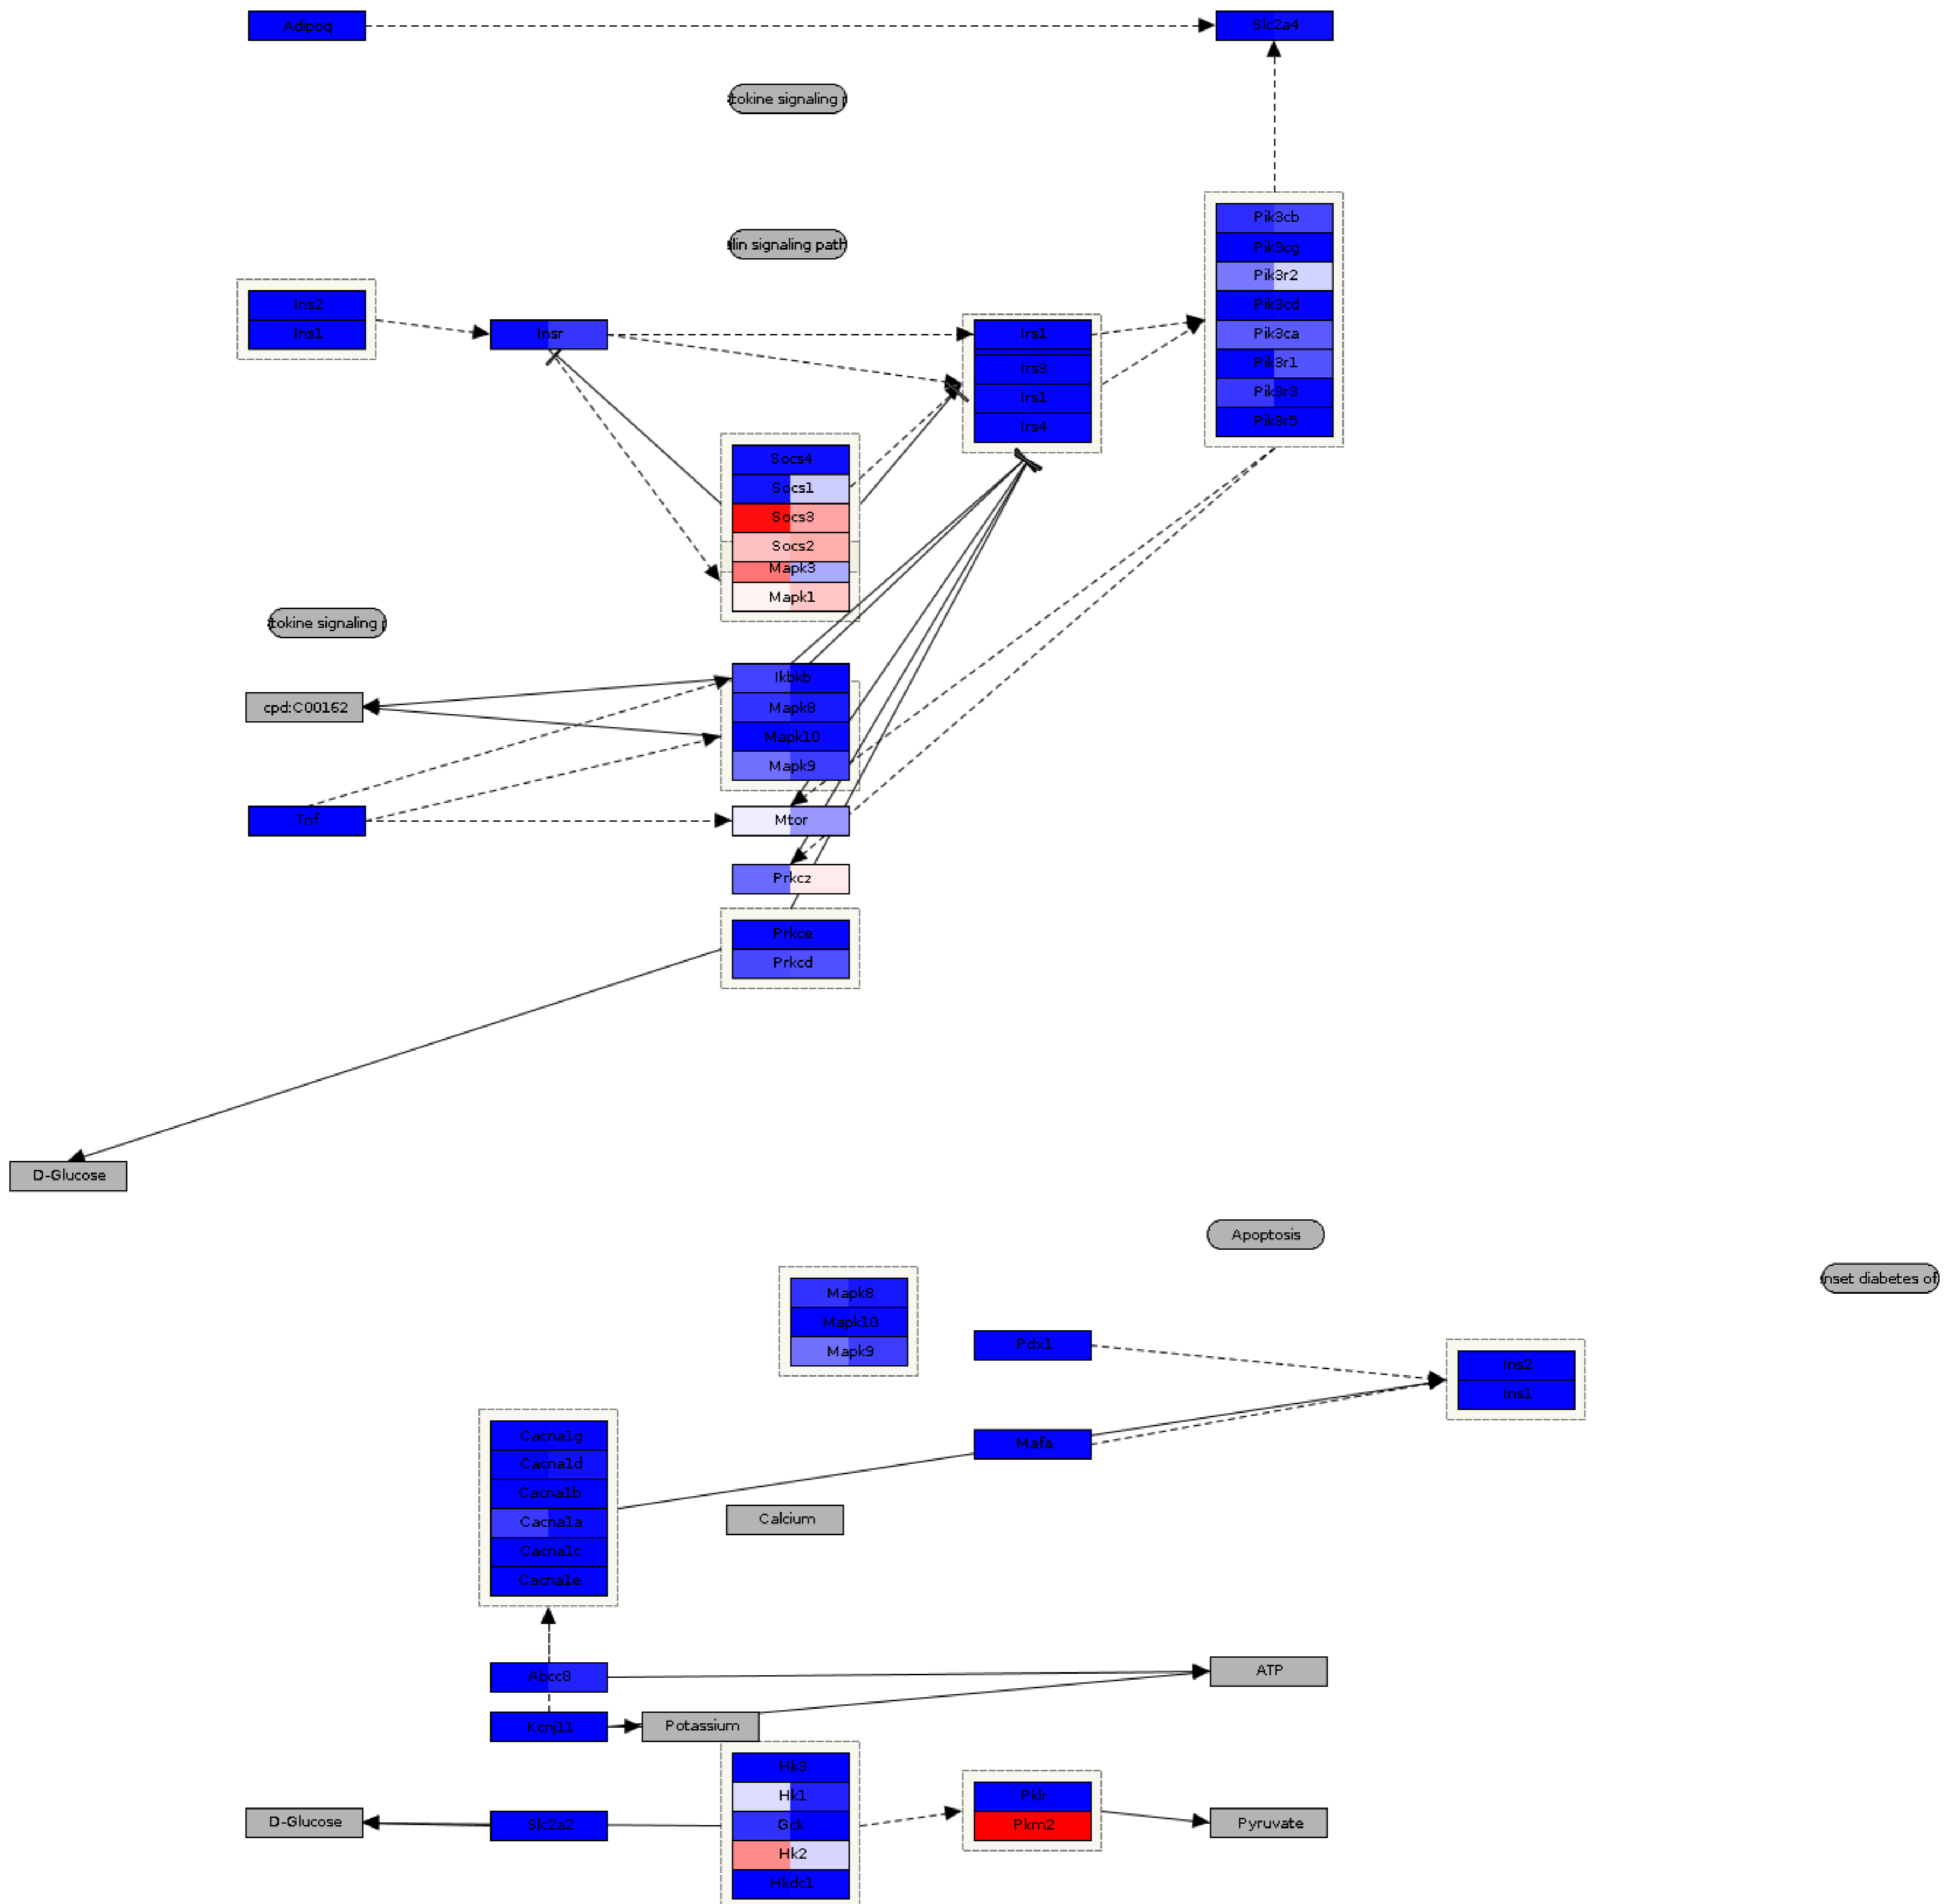 Adipoq
Slc2a4
tokine signaling p
Pik3cb
lin signaling path
Pik3cg
Pik3r2
Ins2
Pik3cd
Ins1
Insr
Irs1
Pik3ca
Pik3r1
Irs3
Pik3r3
Irs1
Pik3r5
Irs4
Socs4
Socs1
Socs3
Socs2
Mapk3
Mapk1
tokine signaling p
Ikbkb
cpd:C00162
Mapk8
Mapk10
Mapk9
Tnf
Mtor
Prkcz
Prkce
Prkcd
D-Glucose
Apoptosis
nset diabetes of
Mapk8
Mapk10
Mapk9
Pdx1
Ins2
Ins1
Cacna1g
Mafa
Cacna1d
Cacna1b
Calcium
Cacna1a
Cacna1c
Cacna1e
Abcc8
ATP
Kcnj11
Potassium
Hk3
Hk1
Pklr
D-Glucose
Slc2a2
Gck
Pkm2
Pyruvate
Hk2
Hkdc1